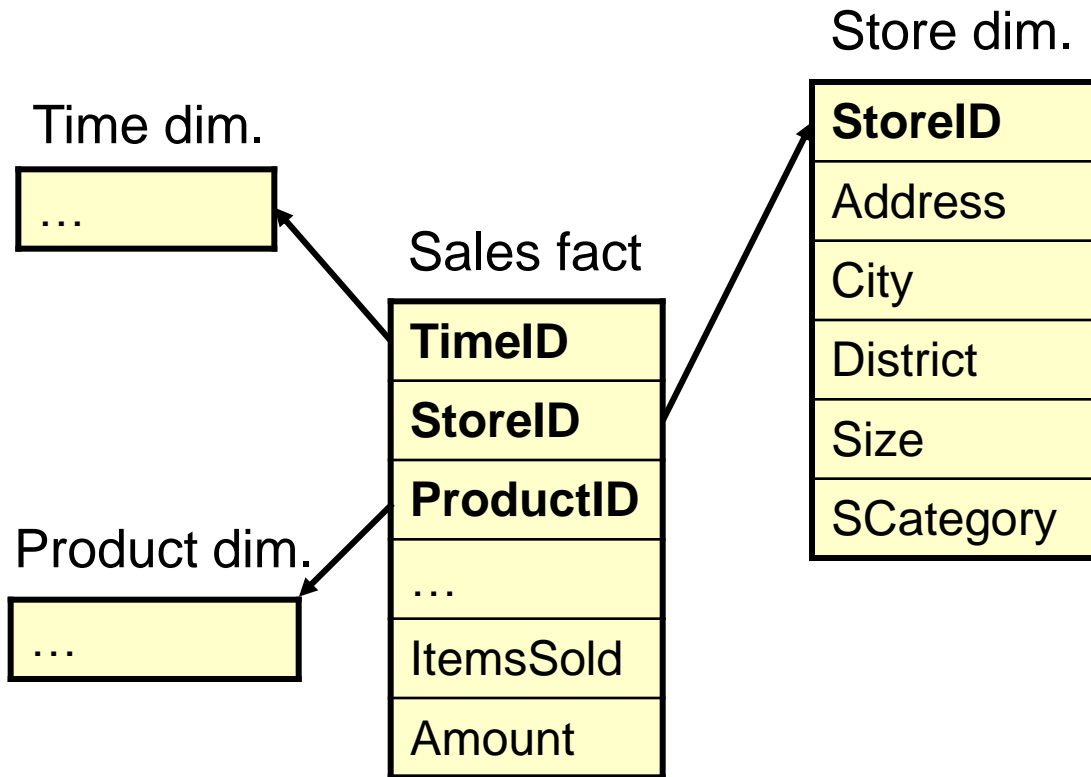 Time dim.
…
Product dim.
…
Sales fact
TimeID
StoreID
ProductID
…
ItemsSold
Amount
Store dim.
StoreID
Address
City
District
Size
SCategory